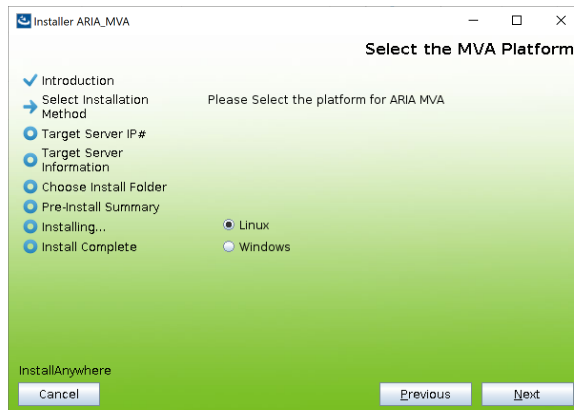 Installer ARIA_MVA
Select the MVA Platform
Introduction
Select Installation
Method
Target Server IP#
Target Server
Information
Choose Install Folder
Pre-Install Summary
Installing...
Install Complete
Please Select the platform for ARIA MVA
Linux
Windows
InstallAnywhere
Cancel
Previous
Next